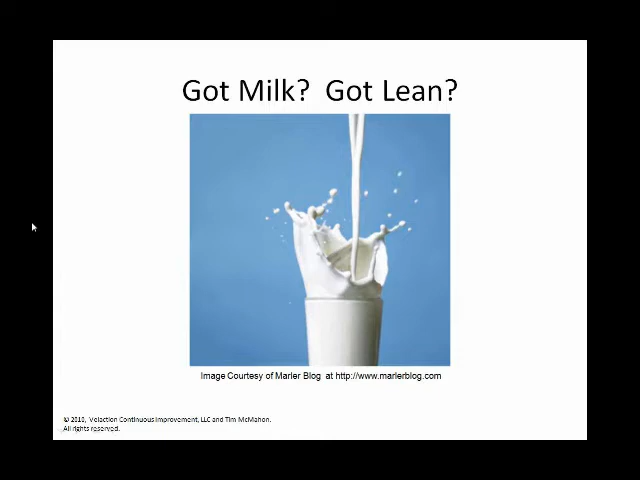 Got Milk?  Got Lean?
Image Courtesy of Marler Blog  at http://www.marlerblog.com
© 2010,  Velaction Continuous Improvement, LLC and Tim McMahon.
All rights reserved.